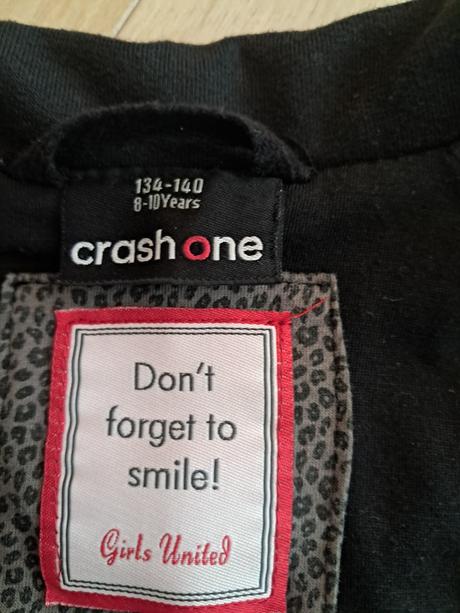 134-140
8-10Years
crash one
Don't
forget to
smile!
Girls United